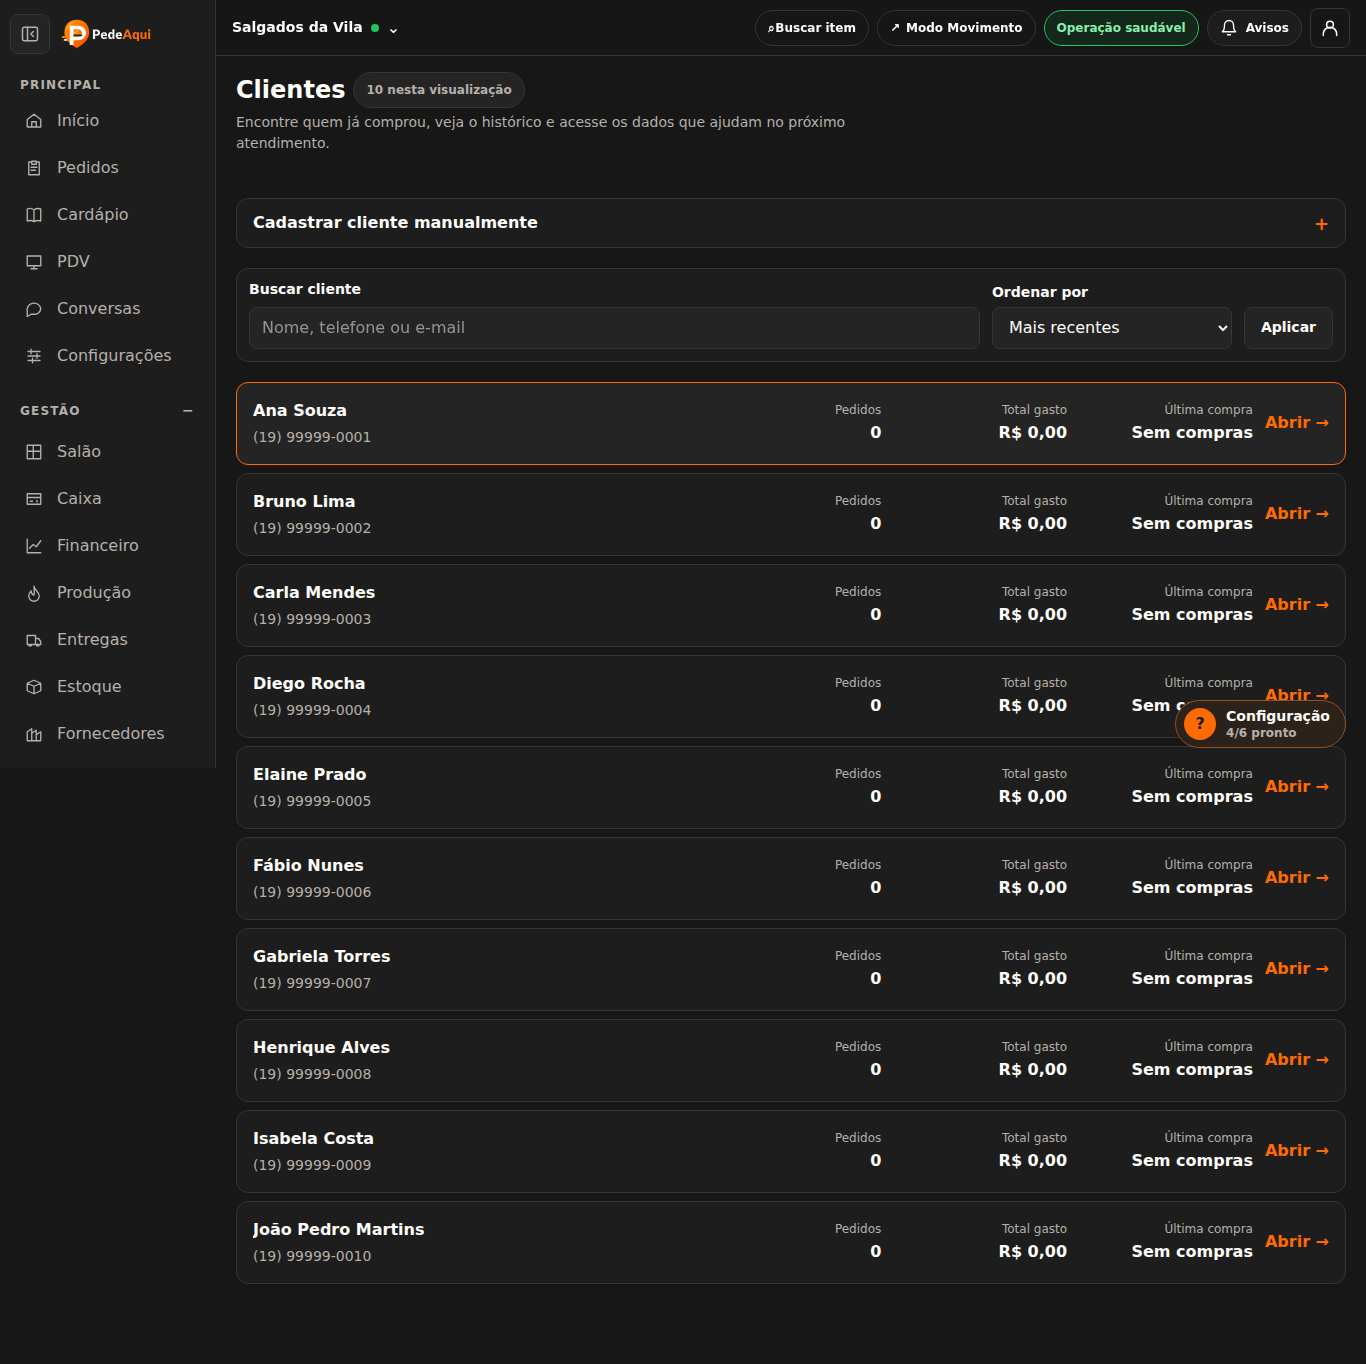 PedeAqui
PRINCIPAL
Início
Pedidos
Cardápio
PDV
Conversas
Configurações
GESTÃO −
Salão
Caixa
Financeiro
Produção
Entregas
Estoque
Fornecedores
Salgados da Vila
Buscar item
↗ Modo Movimento
Operação saudável
Avisos
Clientes 10 nesta visualização
Encontre quem já comprou, veja o histórico e acesse os dados que ajudam no próximo
atendimento.
Cadastrar cliente manualmente +
Buscar cliente
Nome, telefone ou e-mail
Ordenar por
Mais recentes
Aplicar
Ana Souza
(19) 99999-0001
Pedidos
0
Total gasto
R$ 0,00
Última compra
Sem compras
Abrir →
Bruno Lima
(19) 99999-0002
Pedidos
0
Total gasto
R$ 0,00
Última compra
Sem compras
Abrir →
Carla Mendes
(19) 99999-0003
Pedidos
0
Total gasto
R$ 0,00
Última compra
Sem compras
Abrir →
Diego Rocha
(19) 99999-0004
Pedidos
0
Total gasto
R$ 0,00
Última compra
Sem
Abrir →
? Configuração
4/6 pronto
Elaine Prado
(19) 99999-0005
Pedidos
0
Total gasto
R$ 0,00
Última compra
Sem compras
Abrir →
Fábio Nunes
(19) 99999-0006
Pedidos
0
Total gasto
R$ 0,00
Última compra
Sem compras
Abrir →
Gabriela Torres
(19) 99999-0007
Pedidos
0
Total gasto
R$ 0,00
Última compra
Sem compras
Abrir →
Henrique Alves
(19) 99999-0008
Pedidos
0
Total gasto
R$ 0,00
Última compra
Sem compras
Abrir →
Isabela Costa
(19) 99999-0009
Pedidos
0
Total gasto
R$ 0,00
Última compra
Sem compras
Abrir →
João Pedro Martins
(19) 99999-0010
Pedidos
0
Total gasto
R$ 0,00
Última compra
Sem compras
Abrir →